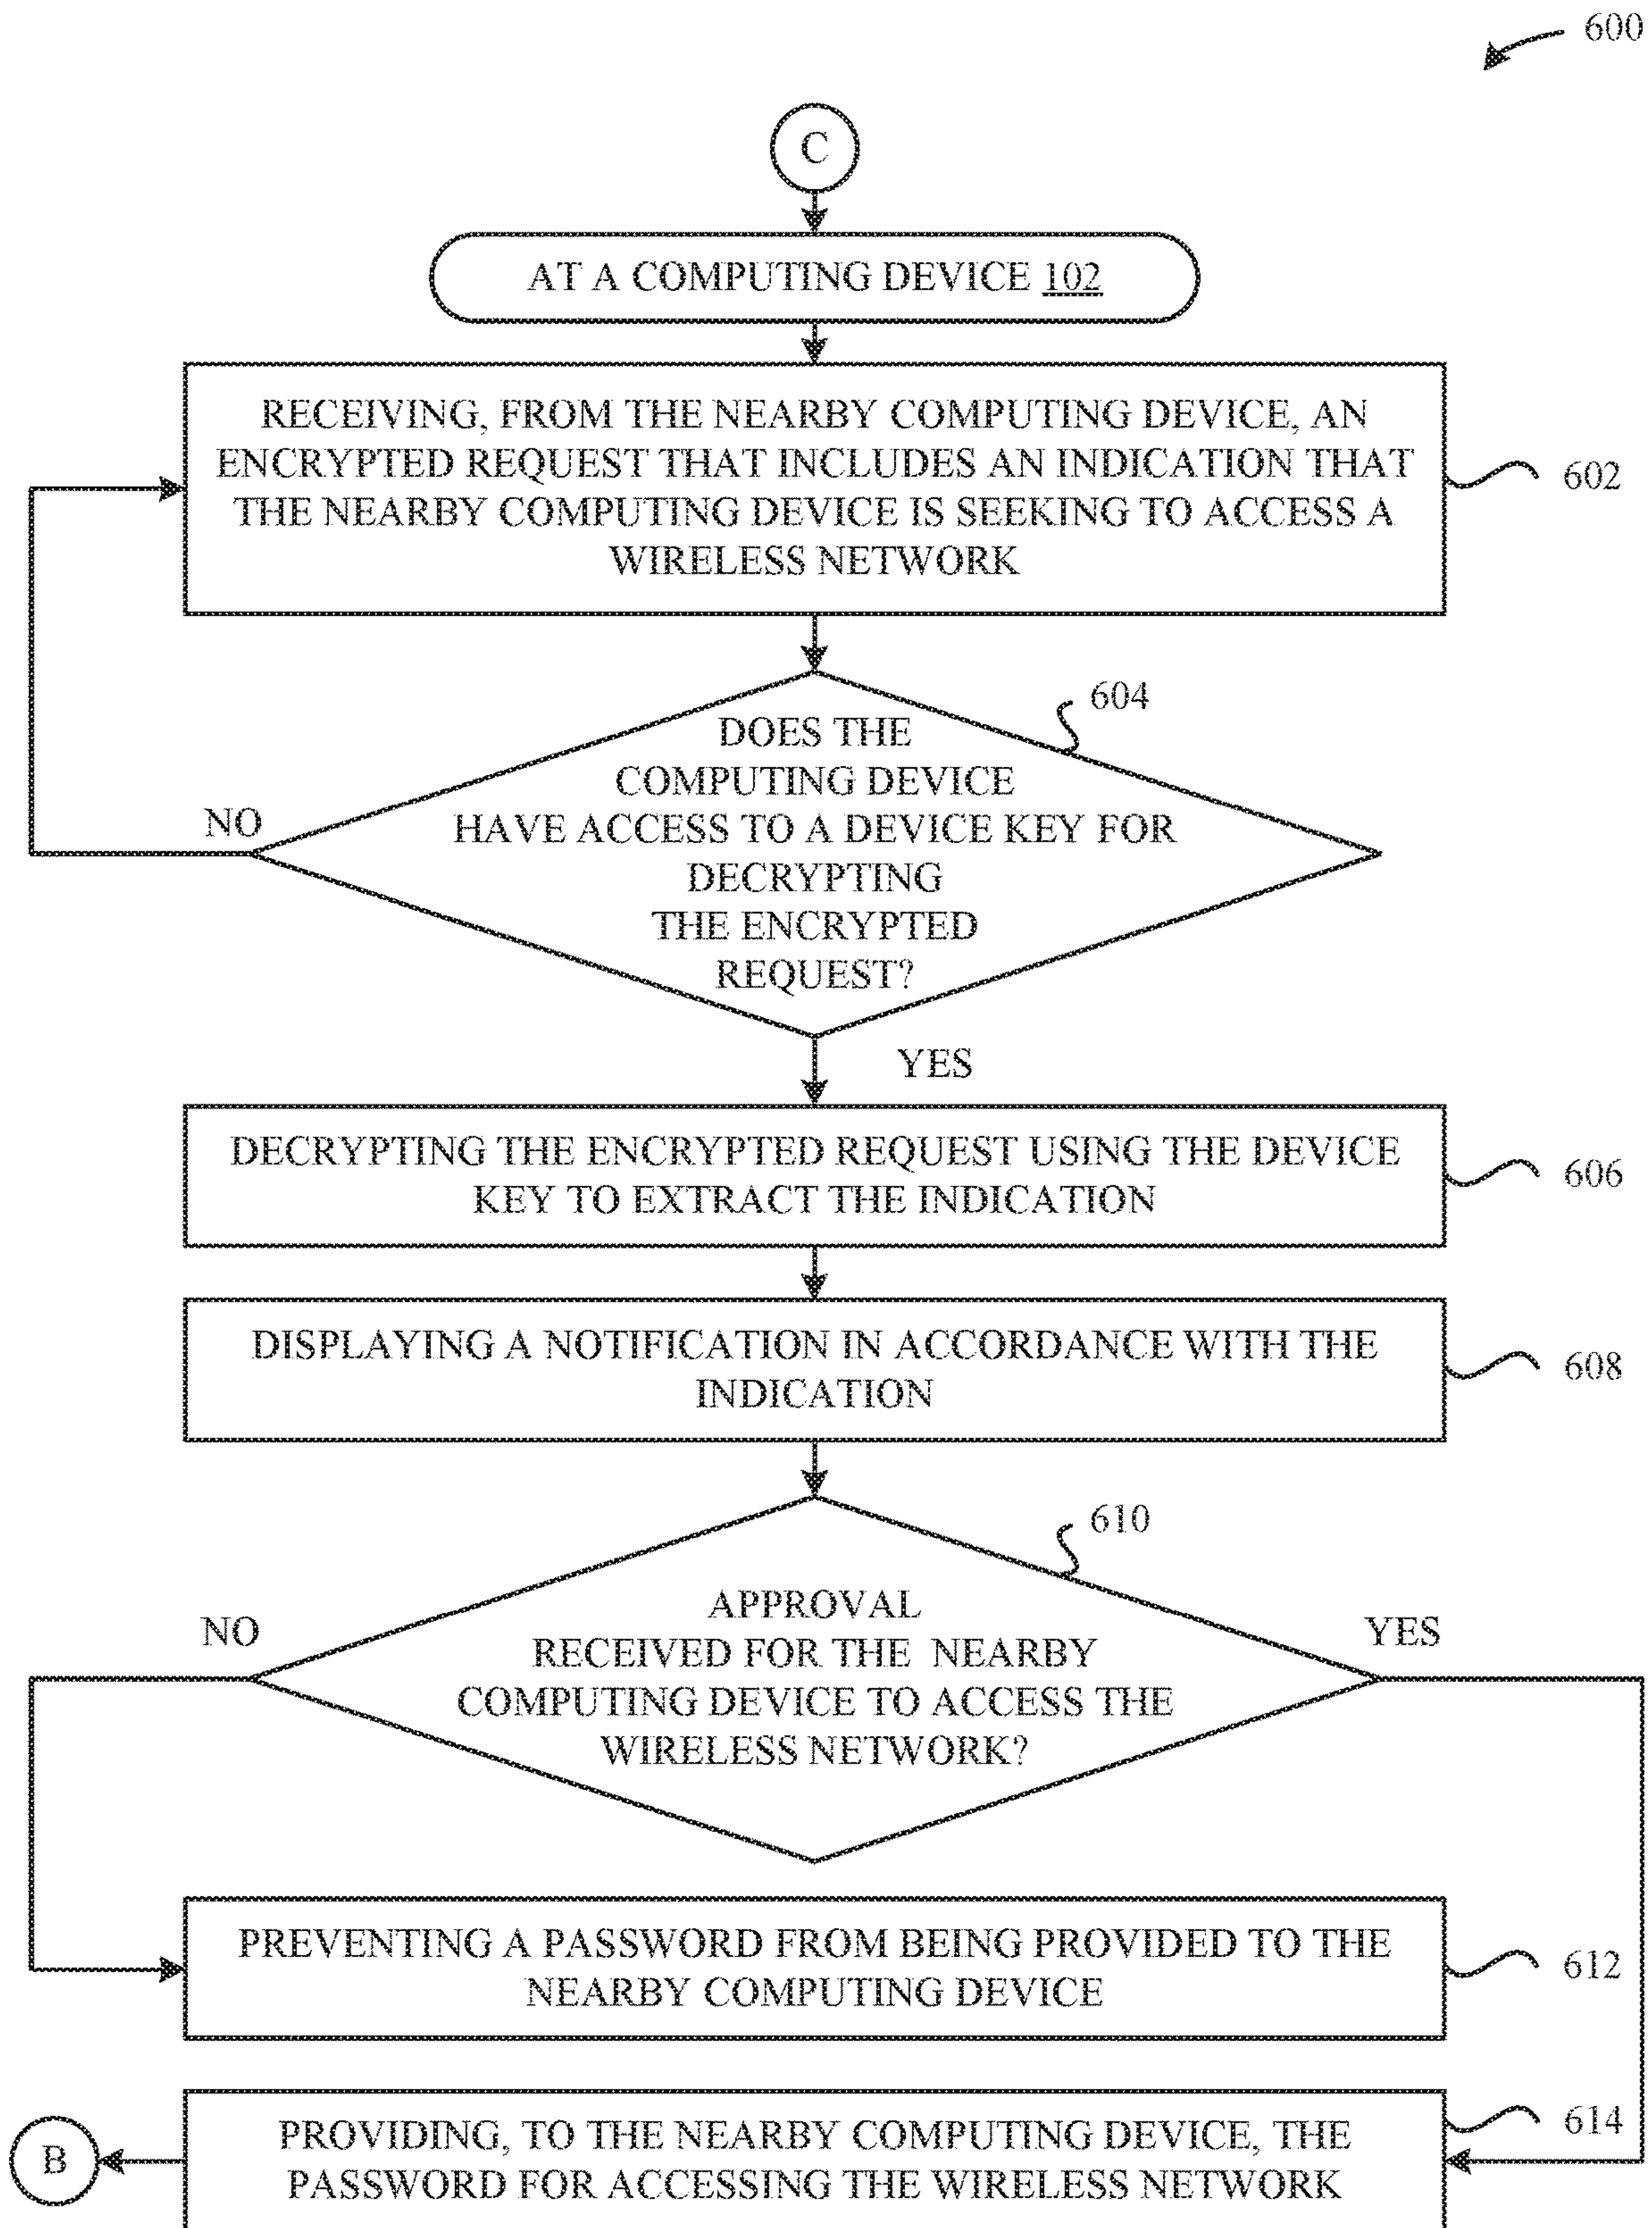 600
C
AT A COMPUTING DEVICE 102
RECEIVING, FROM THE NEARBY COMPUTING DEVICE, AN
ENCRYPTED REQUEST THAT INCLUDES AN INDICATION THAT
THE NEARBY COMPUTING DEVICE IS SEEKING TO ACCESS A
WIRELESS NETWORK
602
604
DOES THE
COMPUTING DEVICE
HAVE ACCESS TO A DEVICE KEY FOR
DECRYPTING
THE ENCRYPTED
REQUEST?
NO
YES
DECRYPTING THE ENCRYPTED REQUEST USING THE DEVICE
KEY TO EXTRACT THE INDICATION
606
DISPLAYING A NOTIFICATION IN ACCORDANCE WITH THE
INDICATION
608
610
APPROVAL
RECEIVED FOR THE NEARBY
COMPUTING DEVICE TO ACCESS THE
WIRELESS NETWORK?
NO
YES
PREVENTING A PASSWORD FROM BEING PROVIDED TO THE
NEARBY COMPUTING DEVICE
612
PROVIDING, TO THE NEARBY COMPUTING DEVICE, THE
PASSWORD FOR ACCESSING THE WIRELESS NETWORK
614
B